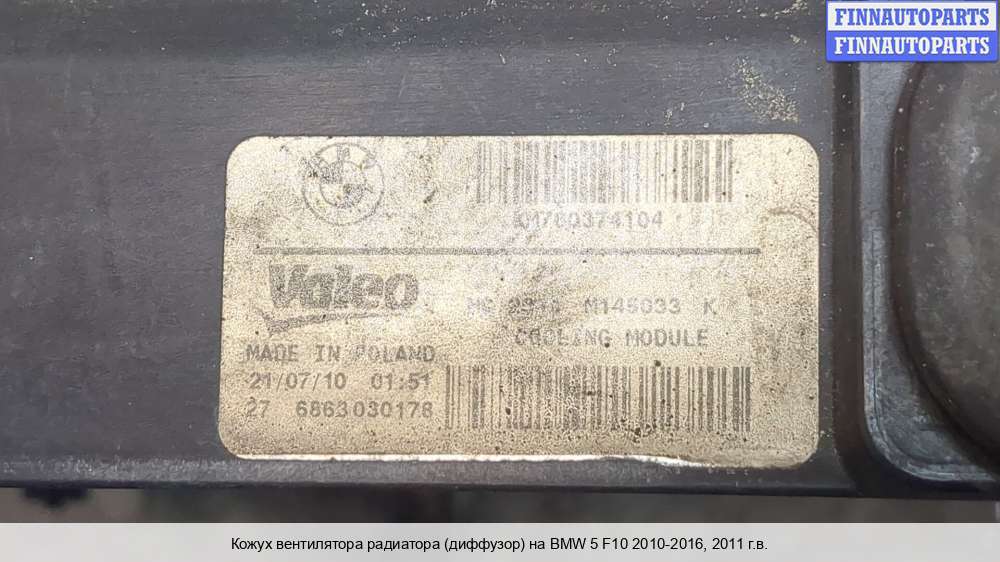 FINNAUTOPARTS
FINNAUTOPARTS
Valeo
M145033 K
COOLING MODULE
MADE IN POLAND
21/07/10 01:51
27 6863030178
Кожух вентилятора радиатора (диффузор) на BMW 5 F10 2010-2016, 2011 г.в.